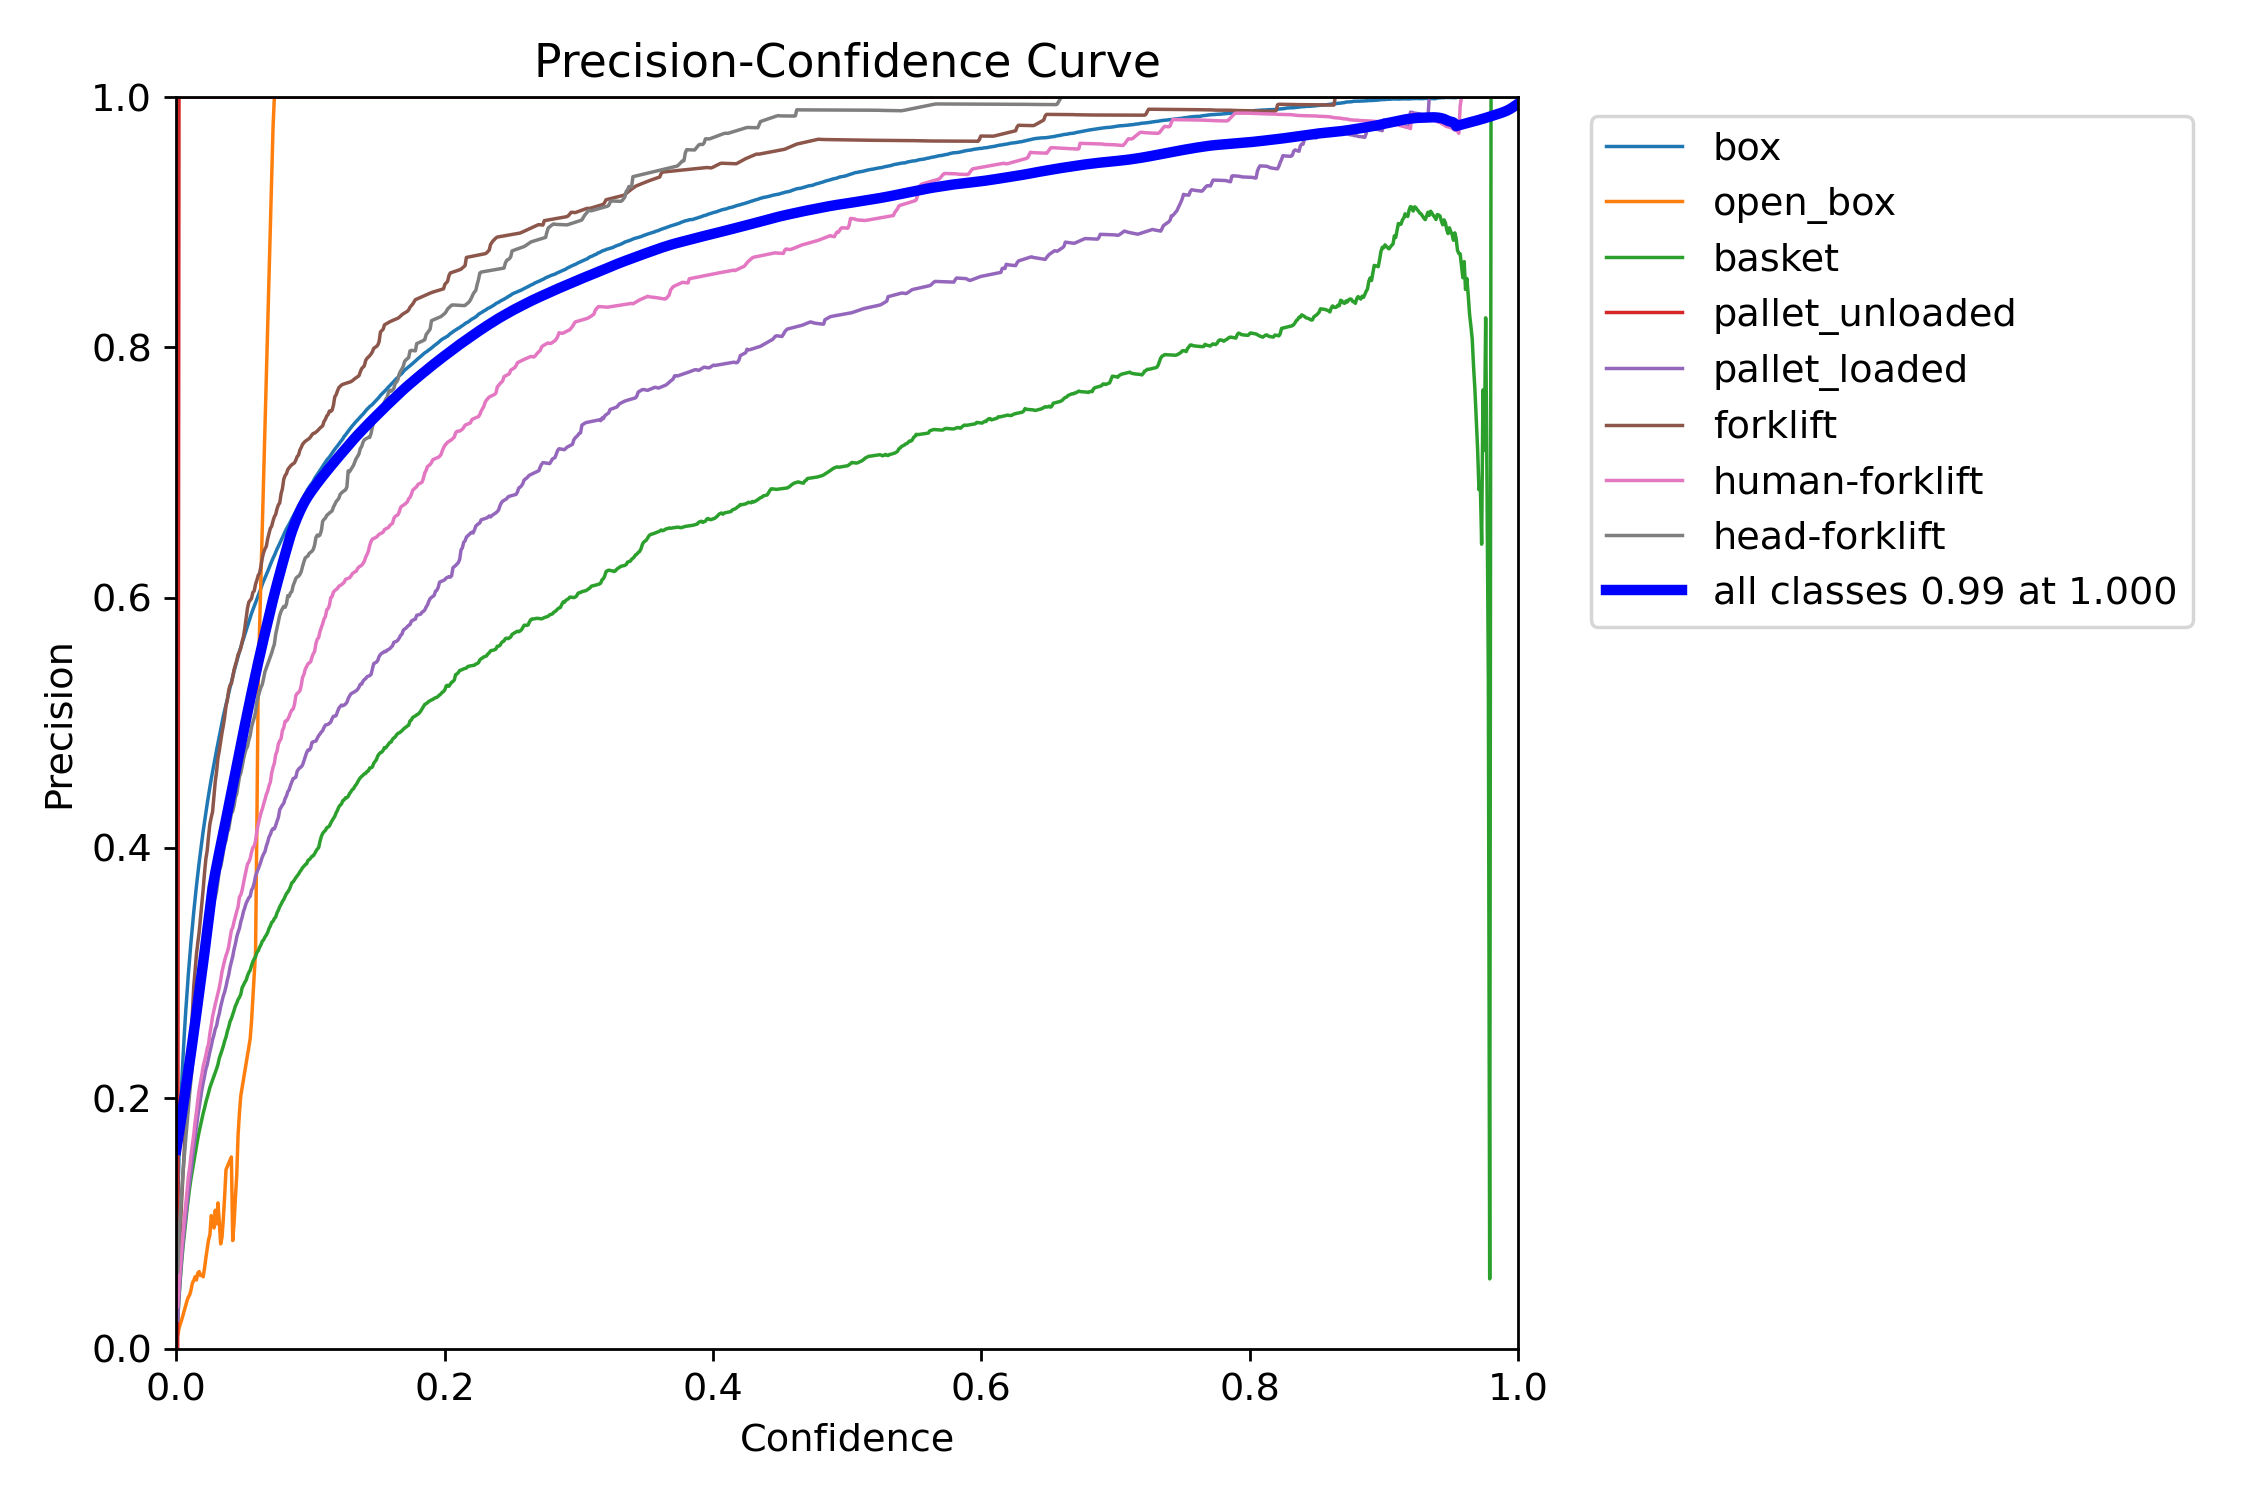 Precision-Confidence Curve
1.0
0.8
0.6
0.4
0.2
0.0
Precision
0.0 0.2 0.4 0.6 0.8 1.0
Confidence
box
open_box
basket
pallet_unloaded
pallet_loaded
forklift
human-forklift
head-forklift
all classes 0.99 at 1.000